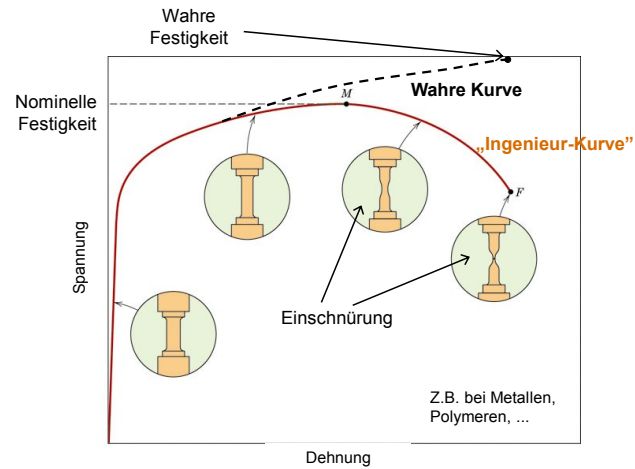 Wahre
Festigkeit
Wahre Kurve
M
Nominelle
Festigkeit
„Ingenieur-Kurve”
F
Spannung
Einschnürung
Z.B. bei Metallen,
Polymeren, ...
Dehnung